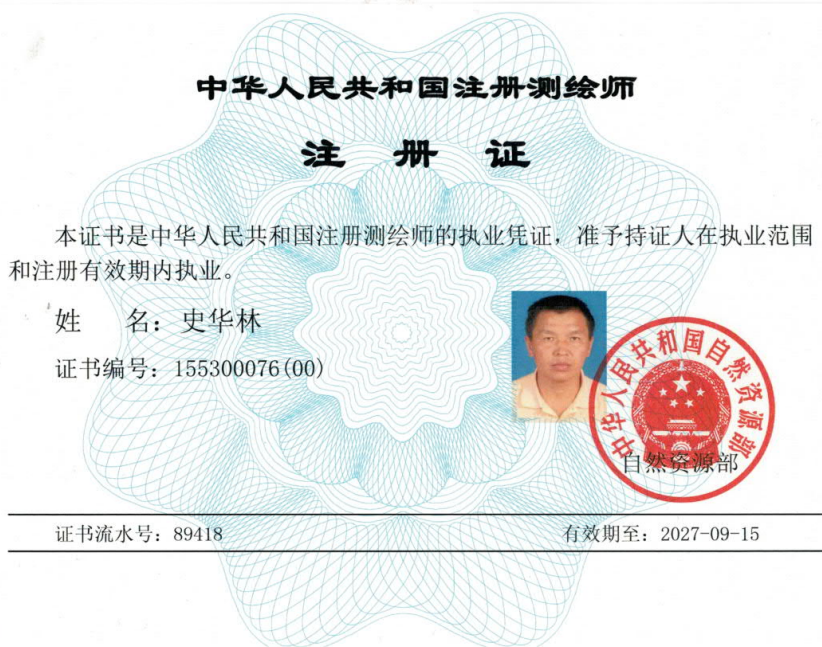 中华人民共和国注册测绘师
注 册 证
本证书是中华人民共和国注册测绘师的执业凭证，准予持证人在执业范围
和注册有效期内执业。
姓 名：史华林
证书编号：155300076(00)
中华人民共和国自然资源部
自然资源部
证书流水号：89418
有效期至：2027-09-15